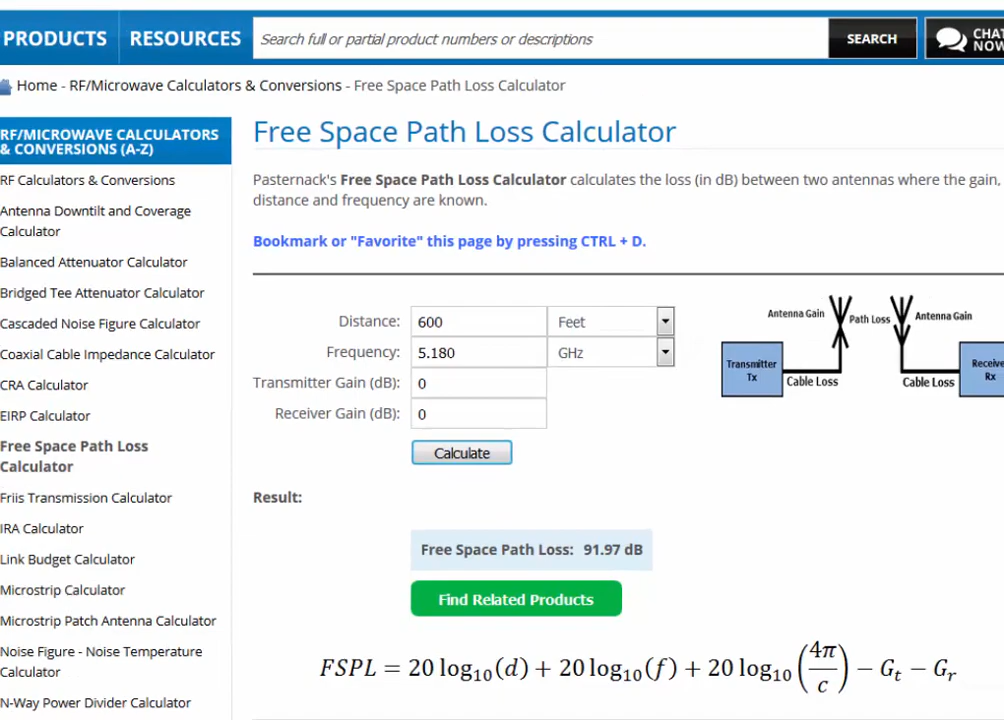 PRODUCTS
RESOURCES
Search full or partial product numbers or descriptions
SEARCH
CHAT
NOW
Home - RF/Microwave Calculators & Conversions - Free Space Path Loss Calculator
RF/MICROWAVE CALCULATORS
& CONVERSIONS (A-Z)
RF Calculators & Conversions
Antenna Downtilt and Coverage
Calculator
Balanced Attenuator Calculator
Bridged Tee Attenuator Calculator
Cascaded Noise Figure Calculator
Coaxial Cable Impedance Calculator
CRA Calculator
EIRP Calculator
Free Space Path Loss
Calculator
Friis Transmission Calculator
IRA Calculator
Link Budget Calculator
Microstrip Calculator
Microstrip Patch Antenna Calculator
Noise Figure - Noise Temperature
Calculator
N-Way Power Divider Calculator
Free Space Path Loss Calculator
Pasternack's Free Space Path Loss Calculator calculates the loss (in dB) between two antennas where the gain,
distance and frequency are known.
Bookmark or "Favorite" this page by pressing CTRL + D.
Distance: 600 Feet
Frequency: 5.180 GHz
Transmitter Gain (dB): 0
Receiver Gain (dB): 0
Calculate
Antenna Gain
Path Loss
Antenna Gain
Transmitter
Tx
Cable Loss
Cable Loss
Receive
Rx
Result:
Free Space Path Loss: 91.97 dB
Find Related Products
FSPL = 20 log₁₀(d) + 20 log₁₀(f) + 20 log₁₀(4π/c) − Gₜ − Gᵣ